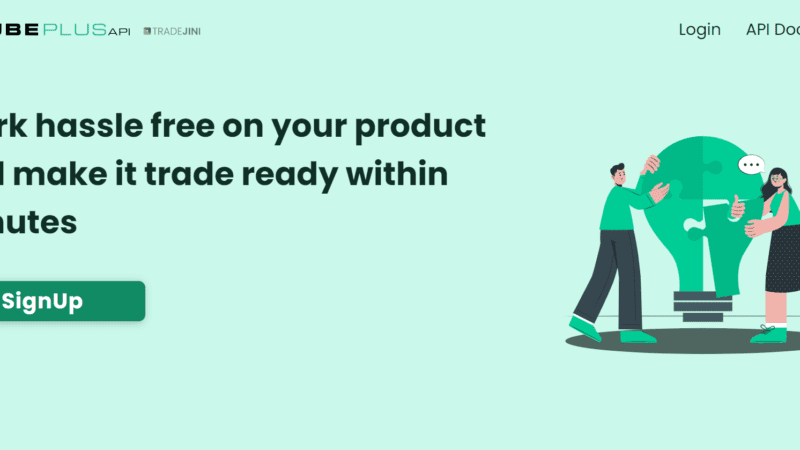 UBEPLUSAPI TRADEJINI
Login API Doc
rk hassle free on your product
d make it trade ready within
nutes
SignUp